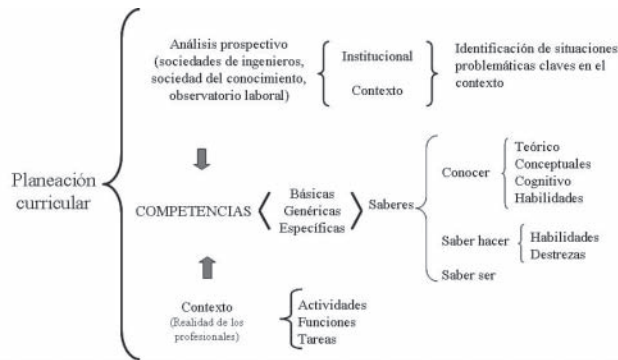 Planeación
curricular
Análisis prospectivo
(sociedades de ingenieros,
sociedad del conocimiento,
observatorio laboral)
Institucional
Contexto
Identificación de situaciones
problemáticas claves en el
contexto
COMPETENCIAS
Básicas
Genéricas
Específicas
Saberes
Conocer
Teórico
Conceptuales
Cognitivo
Habilidades
Saber hacer
Habilidades
Destrezas
Saber ser
Contexto
(Realidad de los
profesionales)
Actividades
Funciones
Tareas